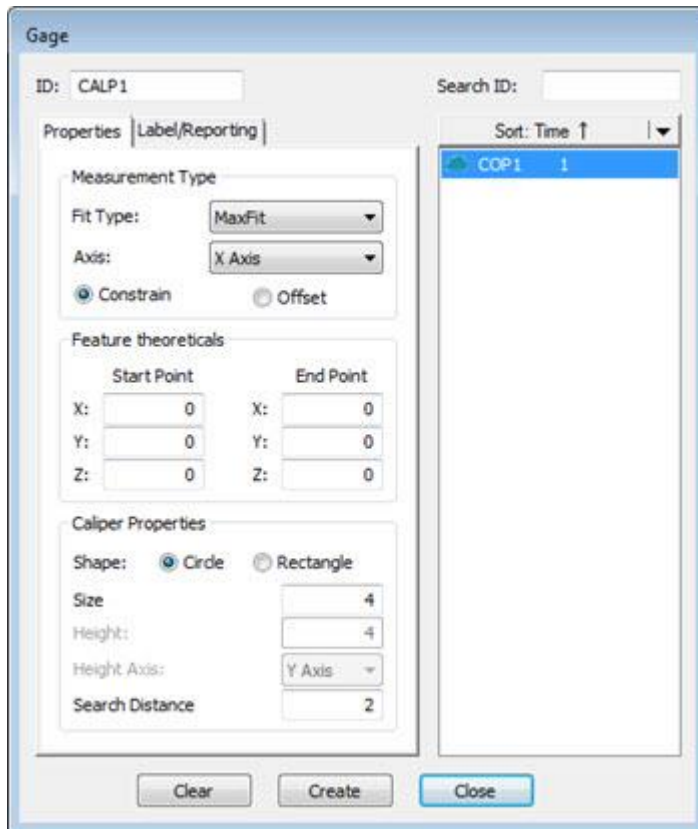 Gage
ID: CALP1
Search ID:
Properties
Label/Reporting
Measurement Type
Fit Type: MaxFit
Axis: X Axis
Constrain Offset
Feature theoreticals
Start Point End Point
X: 0 X: 0
Y: 0 Y: 0
Z: 0 Z: 0
Caliper Properties
Shape: Circle Rectangle
Size 4
Height: 4
Height Axis: Y Axis
Search Distance 2
Sort: Time ↑
COP1 1
Clear Create Close